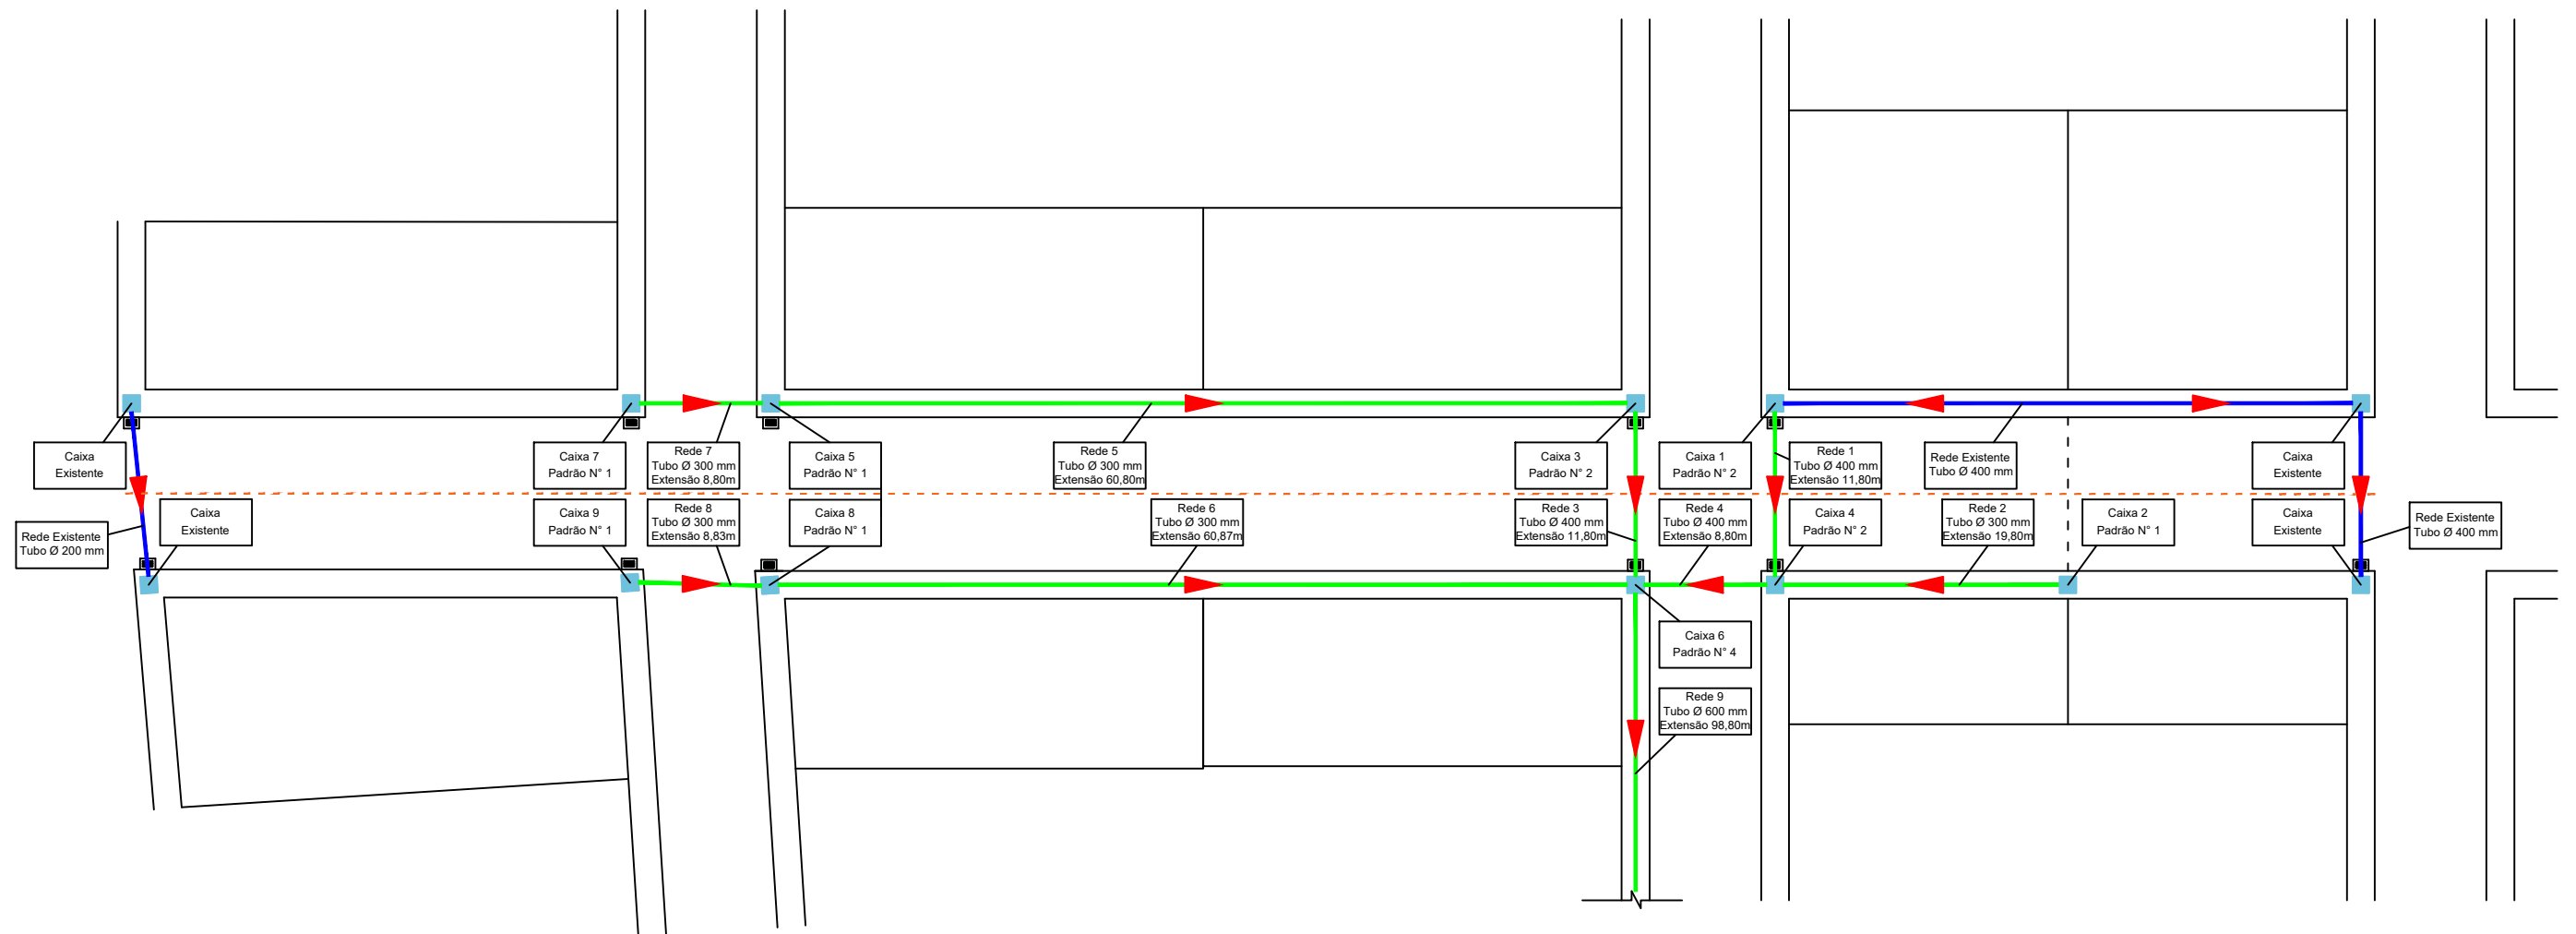 Caixa
Existente
Caixa 7
Padrão N° 1
Rede 7
Tubo Ø 300 mm
Extensão 8,80m
Caixa 5
Padrão N° 1
Rede 5
Tubo Ø 300 mm
Extensão 60,80m
Caixa 3
Padrão N° 2
Caixa 1
Padrão N° 2
Rede 1
Tubo Ø 400 mm
Extensão 11,80m
Rede Existente
Tubo Ø 400 mm
Caixa
Existente
Rede Existente
Tubo Ø 200 mm
Caixa
Existente
Caixa 9
Padrão N° 1
Rede 8
Tubo Ø 300 mm
Extensão 8,83m
Caixa 8
Padrão N° 1
Rede 6
Tubo Ø 300 mm
Extensão 60,87m
Rede 3
Tubo Ø 400 mm
Extensão 11,80m
Rede 4
Tubo Ø 400 mm
Extensão 8,80m
Caixa 4
Padrão N° 2
Rede 2
Tubo Ø 300 mm
Extensão 19,80m
Caixa 2
Padrão N° 1
Caixa
Existente
Rede Existente
Tubo Ø 400 mm
Caixa 6
Padrão N° 4
Rede 9
Tubo Ø 600 mm
Extensão 98,80m